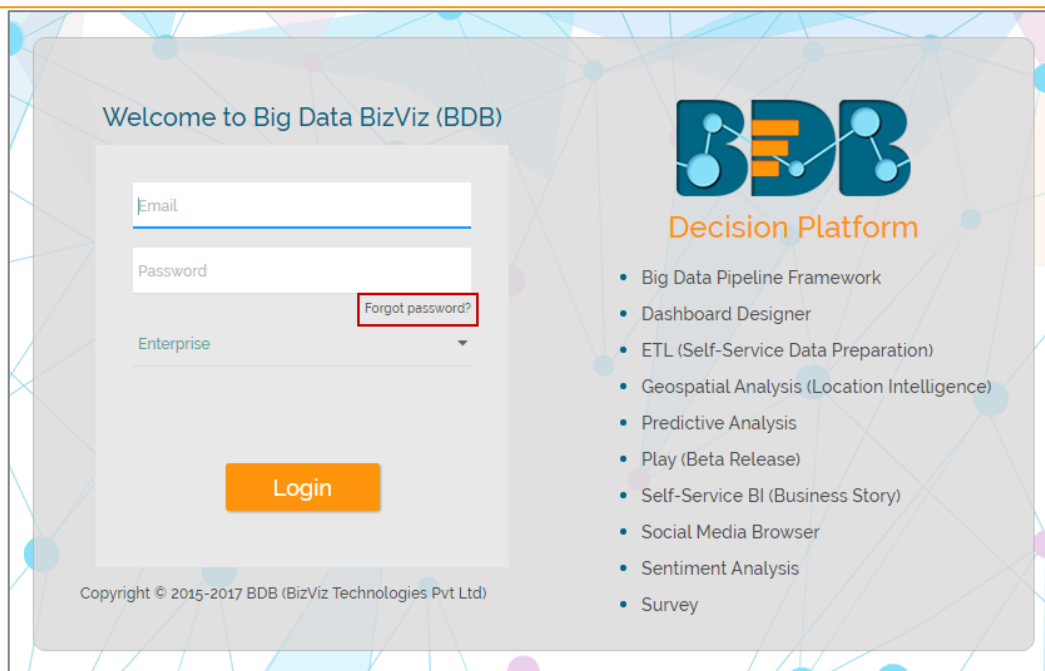 Welcome to Big Data BizViz (BDB)
Email
Password
Forgot password?
Enterprise
Login
Copyright © 2015-2017 BDB (BizViz Technologies Pvt Ltd)
BDB
Decision Platform
Big Data Pipeline Framework
Dashboard Designer
ETL (Self-Service Data Preparation)
Geospatial Analysis (Location Intelligence)
Predictive Analysis
Play (Beta Release)
Self-Service BI (Business Story)
Social Media Browser
Sentiment Analysis
Survey